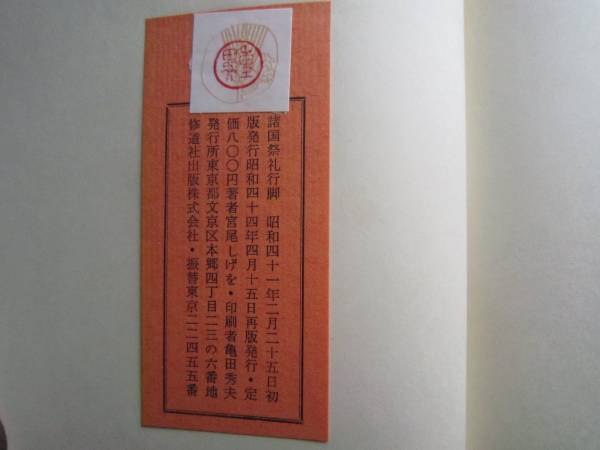 諸国祭礼行脚　昭和四十一年二月二十五日初
版発行昭和四十四年四月十五日再版発行・定
価八〇〇円著者宮尾しげを・印刷者亀田秀夫
発行所東京都文京区本郷四丁目二三の六番地
修道社出版株式会社・振替東京二二四五五番